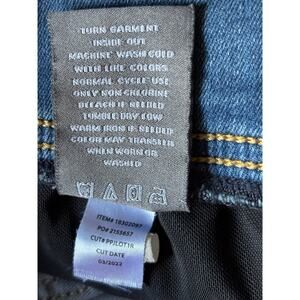 TURN GARMENT
INSIDE OUT
MACHINE WASH COLD
WITH LIKE COLORS
NORMAL CYCLE USE
ONLY NON-CHLORINE
BLEACH IF NEEDED
TUMBLE DRY LOW
WARM IRON IF NEEDED
COLOR MAY TRANSFER
WHEN WORN OR
WASHED
ITEM# 18302097
PO# 2153657
CUT# PPJLOT1R
CUT DATE
03/2022